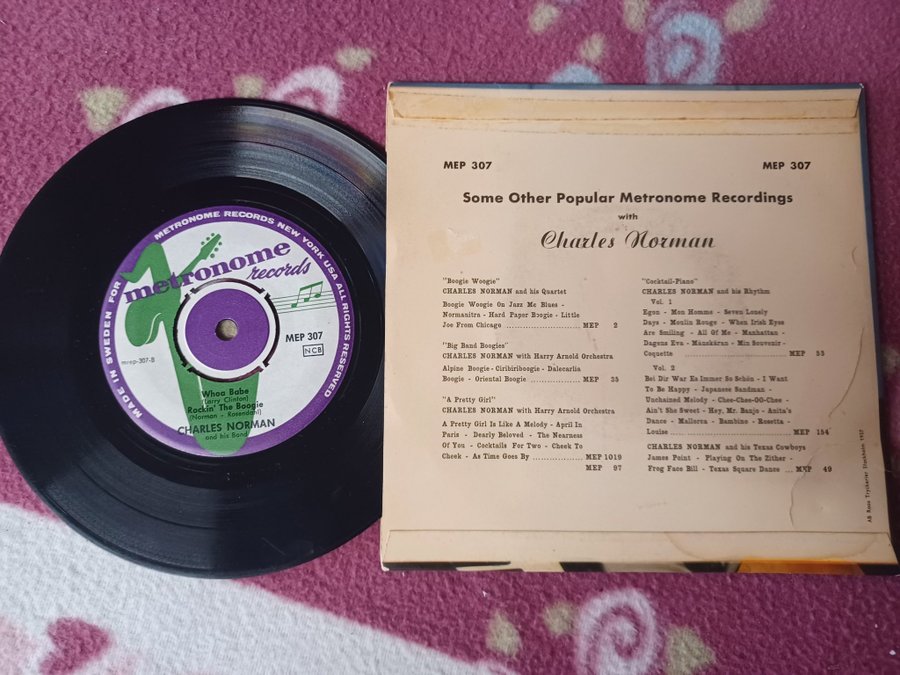 MADE IN SWEDEN FOR METRONOME RECORDS NEW YORK USA ALL RIGHTS RESERVED
metronome
records
MEP 307
NCB
mrep-307-B
Whoa Babe
(Larry Clinton)
Rockin' The Boogie
(Norman - Rosendahl)
CHARLES NORMAN
and his Band
MEP 307
MEP 307
Some Other Popular Metronome Recordings
with
Charles Norman
"Boogie Woogie"
CHARLES NORMAN and his Quartet
Boogie Woogie On Jazz Me Blues -
Normanitra - Hard Paper Boogie - Little
Joe From Chicago .................... MEP 2
"Big Band Boogies"
CHARLES NORMAN with Harry Arnold Orchestra
Alpine Boogie - Ciribiriboogie - Dalecarlia
Boogie - Oriental Boogie .................... MEP 35
"A Pretty Girl"
CHARLES NORMAN with Harry Arnold Orchestra
A Pretty Girl Is Like A Melody - April In
Paris - Dearly Beloved - The Nearness
Of You - Cocktails For Two - Cheek To
Cheek - As Time Goes By .............. MEP 1019
MEP 97
"Cocktail-Piano"
CHARLES NORMAN and his Rhythm
Vol. 1
Egon - Mon Homme - Seven Lonely
Days - Moulin Rouge - When Irish Eyes
Are Smiling - All Of Me - Manhattan -
Dagens Eva - Månskåran - Min Souvenir -
Coquette .............................. MEP 53
Vol. 2
Bei Dir War Es Immer So Schön - I Want
To Be Happy - Japanese Sandman -
Unchained Melody - Chee-Chee-OO-Chee -
Ain't She Sweet - Hey, Mr. Banjo - Anita's
Dance - Mallorca - Bambino - Rosetta -
Louise .............................. MEP 154
CHARLES NORMAN and his Texas Cowboys
James Point - Playing On The Zither -
Frog Face Bill - Texas Square Dance ... MEP 49
AB Roos Tryckerier Stockholm 1957